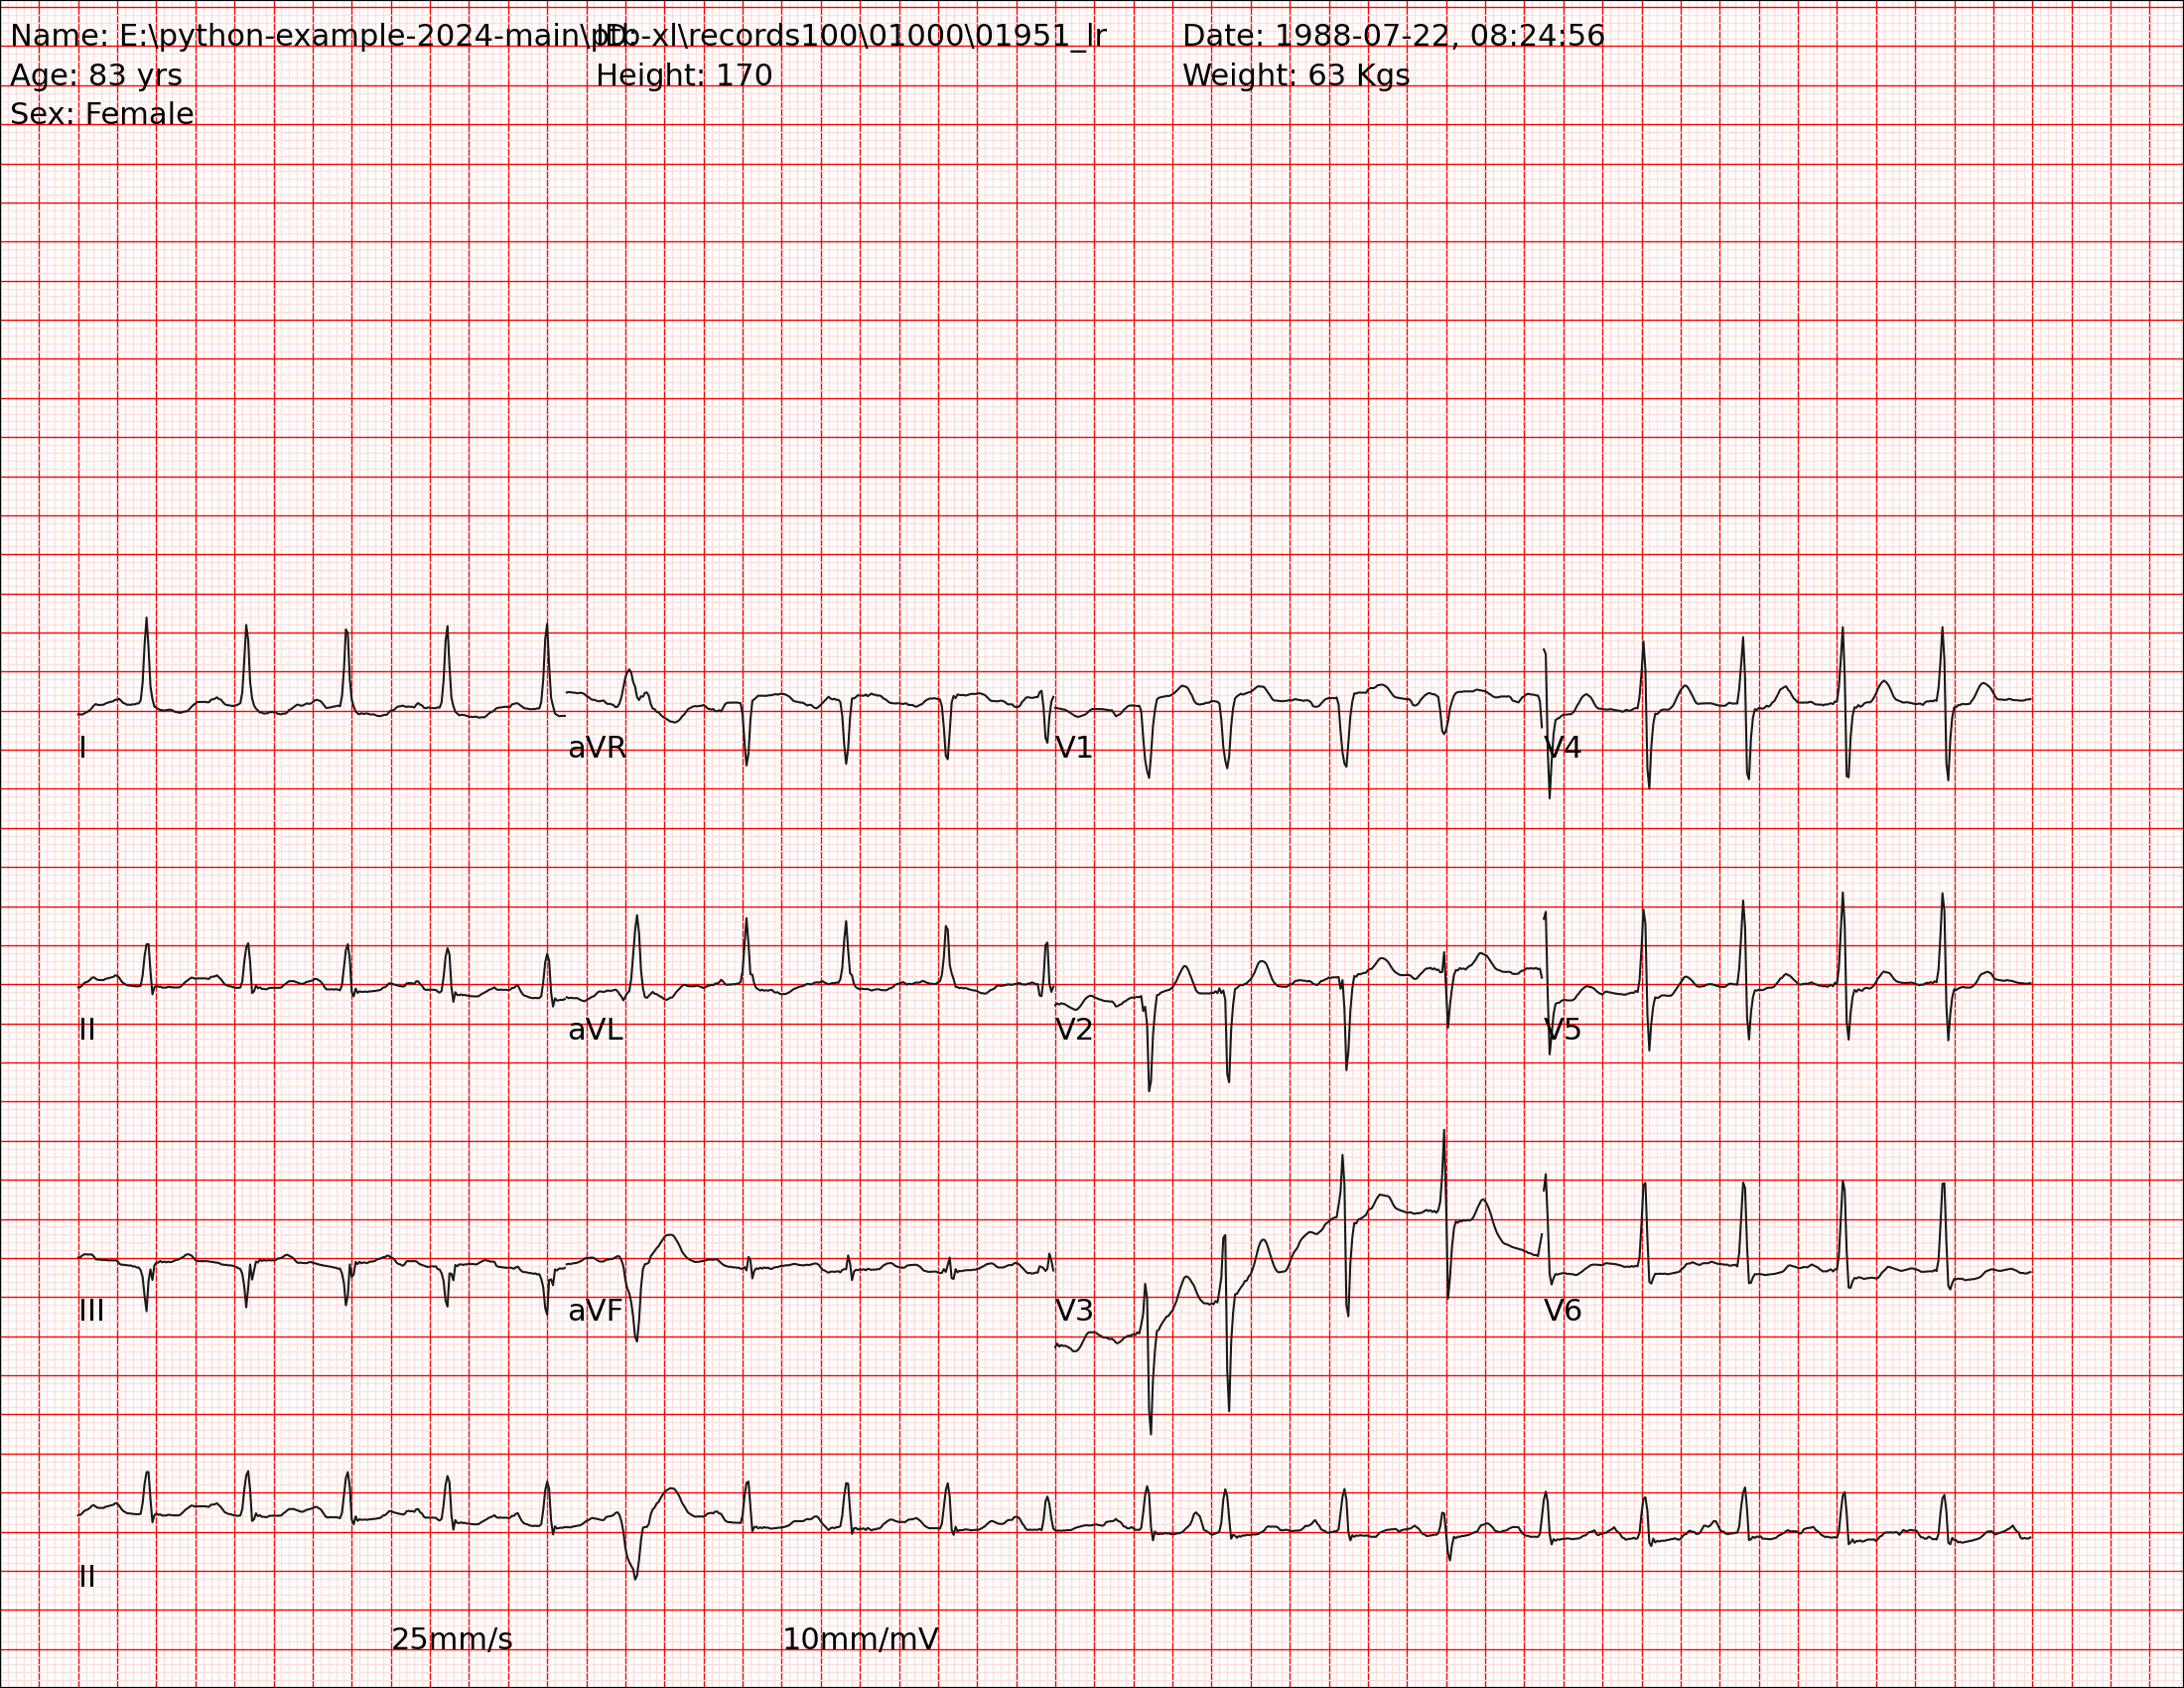 Name: E:\python-example-2024-main\ptb-xl\records100\01000\01951_lr ID: Date: 1988-07-22, 08:24:56
Age: 83 yrs Height: 170 Weight: 63 Kgs
Sex: Female
I aVR V1 V4
II aVL V2 V5
III aVF V3 V6
II
25mm/s 10mm/mV